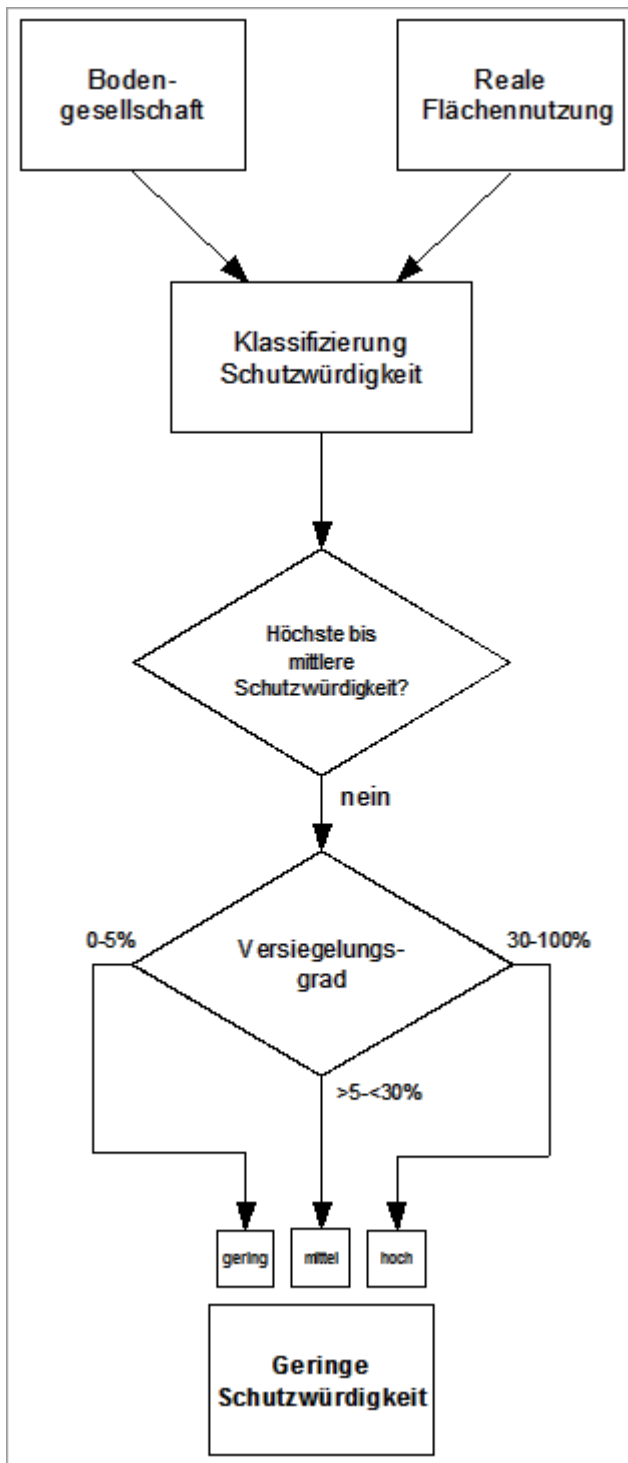 Boden-
gesellschaft
Reale
Flächennutzung
Klassifizierung
Schutzwürdigkeit
Höchste bis
mittlere
Schutzwürdigkeit?
nein
0-5%
Versiegelungs-
grad
30-100%
>5-<30%
gering
mittel
hoch
Geringe
Schutzwürdigkeit